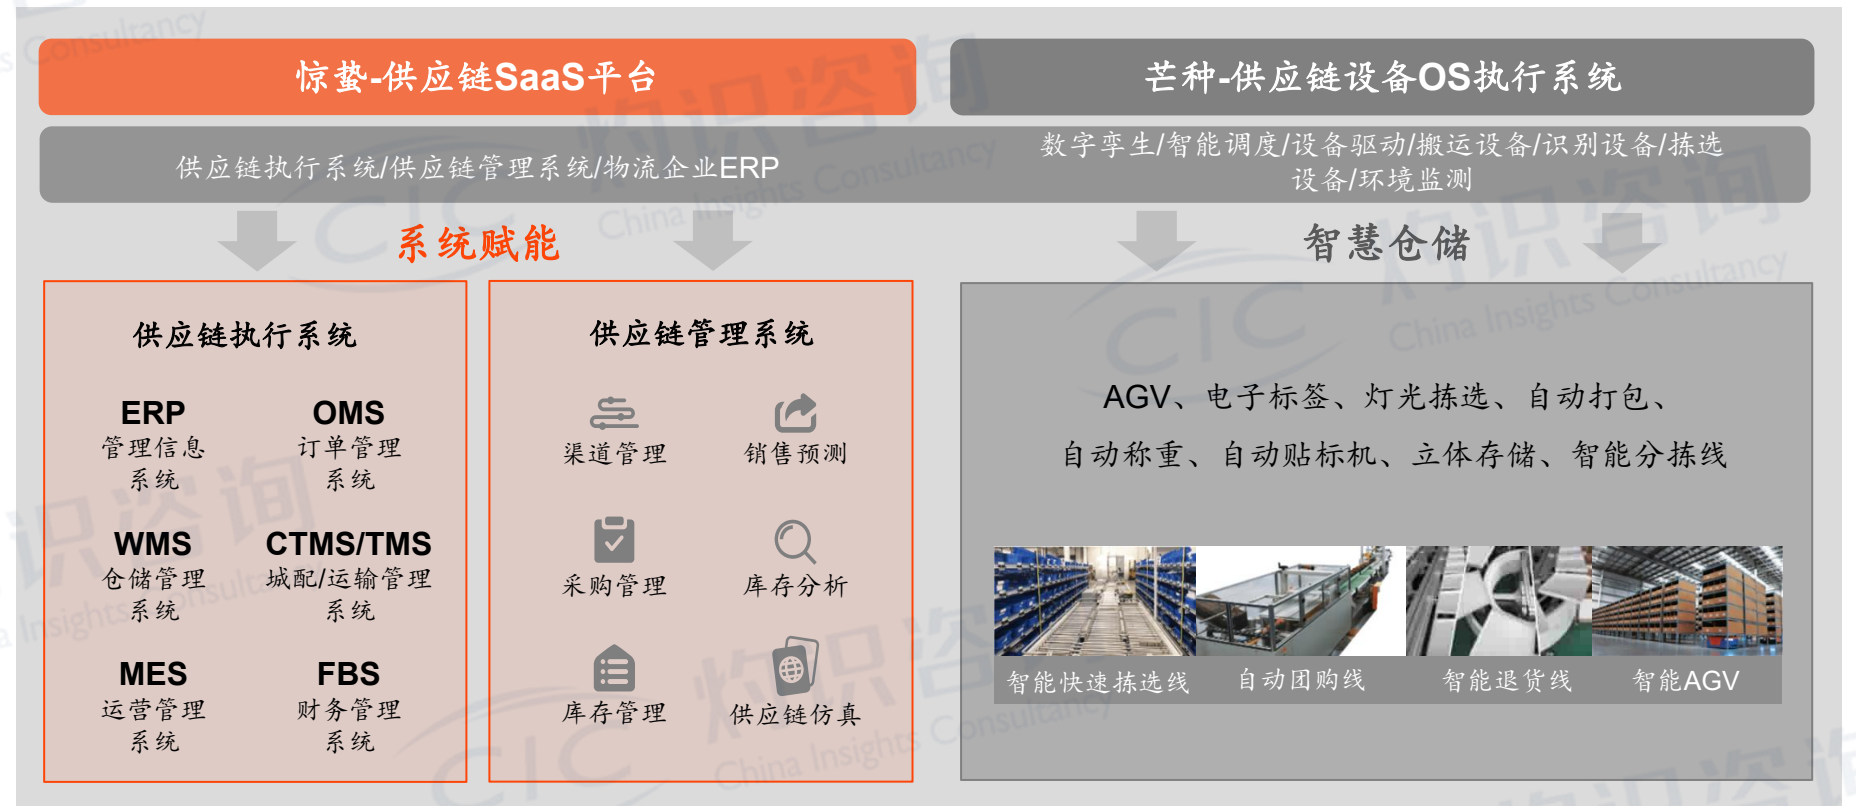 惊蛰-供应链SaaS平台
芒种-供应链设备OS执行系统
供应链执行系统/供应链管理系统/物流企业ERP
数字孪生/智能调度/设备驱动/搬运设备/识别设备/拣选
设备/环境监测
系统赋能
智慧仓储
供应链执行系统
ERP
管理信息
系统
OMS
订单管理
系统
WMS
仓储管理
系统
CTMS/TMS
城配/运输管理
系统
MES
运营管理
系统
FBS
财务管理
系统
供应链管理系统
渠道管理
销售预测
采购管理
库存分析
库存管理
供应链仿真
AGV、电子标签、灯光拣选、自动打包、
自动称重、自动贴标机、立体存储、智能分拣线
智能快速拣选线
自动团购线
智能退货线
智能AGV
灼识咨询
CIC
China Insights Consultancy